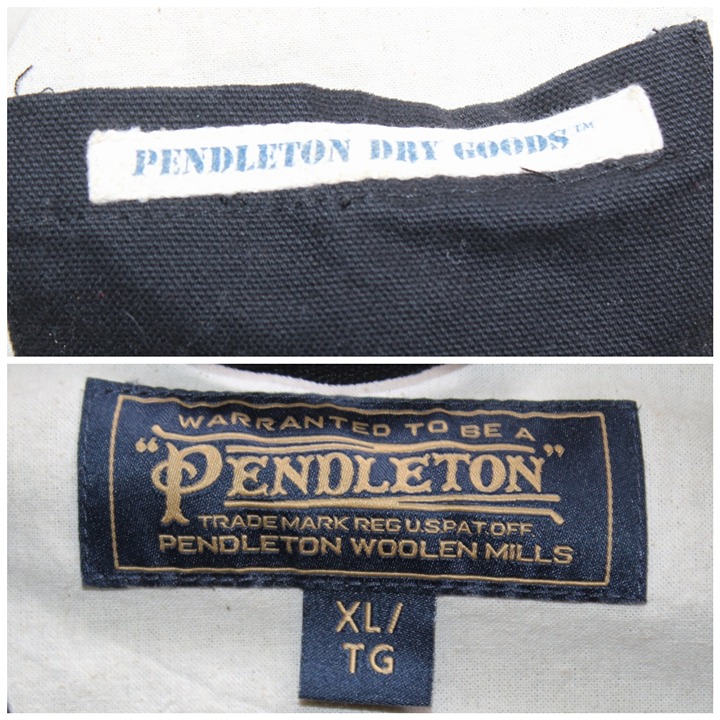 PENDLETON DRY GOODS™
WARRANTED TO BE A
"PENDLETON"
TRADE MARK REG U.S. PAT. OFF
PENDLETON WOOLEN MILLS
XL/
TG